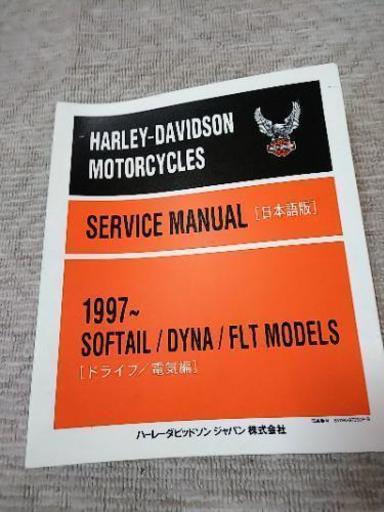 HARLEY-DAVIDSON
MOTORCYCLES
SERVICE MANUAL [日本語版]
1997~
SOFTAIL / DYNA / FLT MODELS
[ドライブ/電気編]
ハーレーダビッドソン ジャパン 株式会社